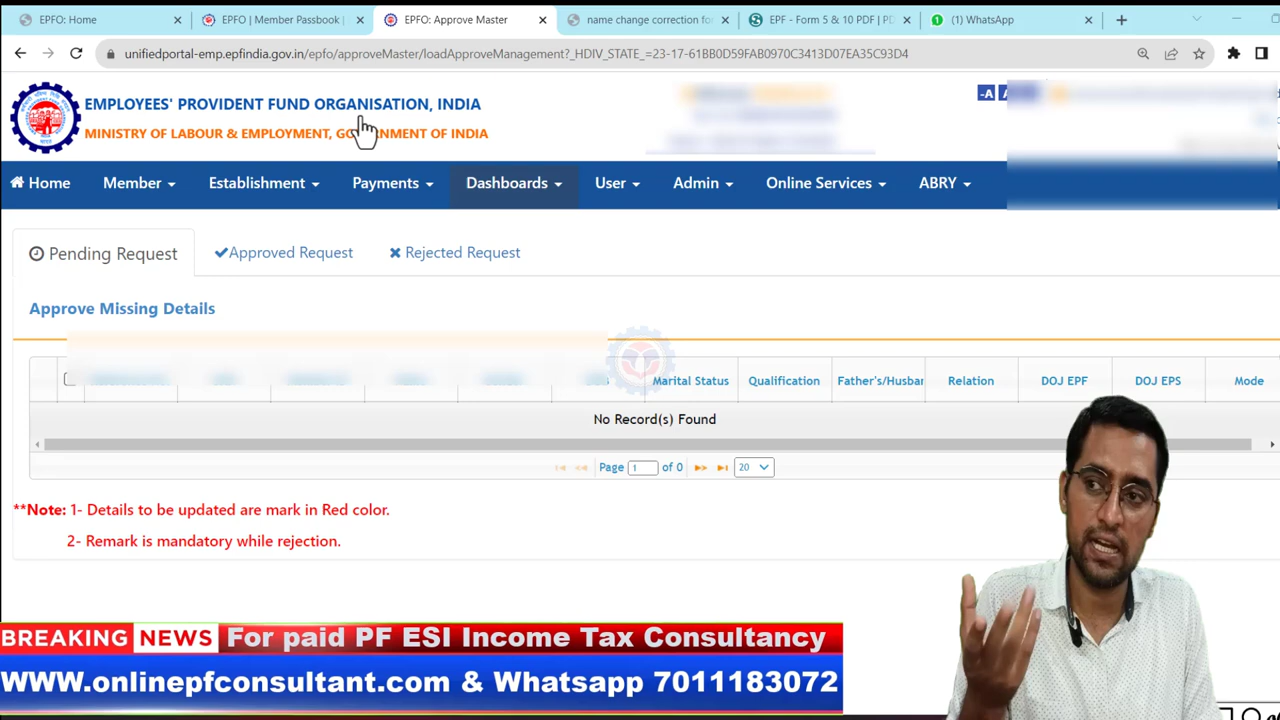 EPFO: Home
EPFO | Member Passbook |
EPFO: Approve Master
name change correction for
EPF - Form 5 & 10 PDF | PD
(1) WhatsApp
unifiedportal-emp.epfindia.gov.in/epfo/approveMaster/loadApproveManagement?_HDIV_STATE_=23-17-61BB0D59FAB0970C3413D07EA35C93D4
EMPLOYEES' PROVIDENT FUND ORGANISATION, INDIA
MINISTRY OF LABOUR & EMPLOYMENT, GOVERNMENT OF INDIA
-A
A
Home
Member
Establishment
Payments
Dashboards
User
Admin
Online Services
ABRY
Pending Request
Approved Request
Rejected Request
Approve Missing Details
Marital Status
Qualification
Father's/Husbar
Relation
DOJ EPF
DOJ EPS
Mode
No Record(s) Found
Page 1 of 0
20
**Note: 1- Details to be updated are mark in Red color.
2- Remark is mandatory while rejection.
BREAKING NEWS For paid PF ESI Income Tax Consultancy
WWW.onlinepfconsultant.com & Whatsapp 7011183072